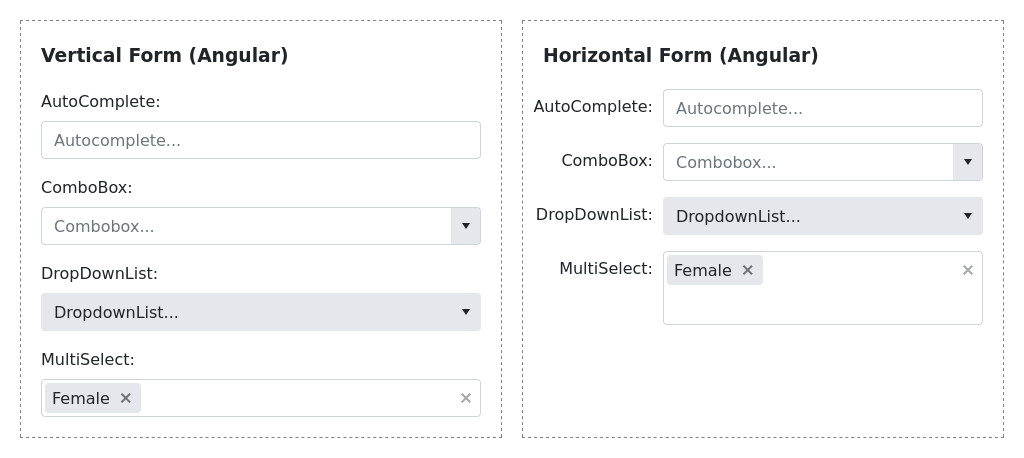 Vertical Form (Angular)
AutoComplete:
Autocomplete...
ComboBox:
Combobox...
DropDownList:
DropdownList...
MultiSelect:
Female
Horizontal Form (Angular)
AutoComplete:
Autocomplete...
ComboBox:
Combobox...
DropDownList:
DropdownList...
MultiSelect:
Female